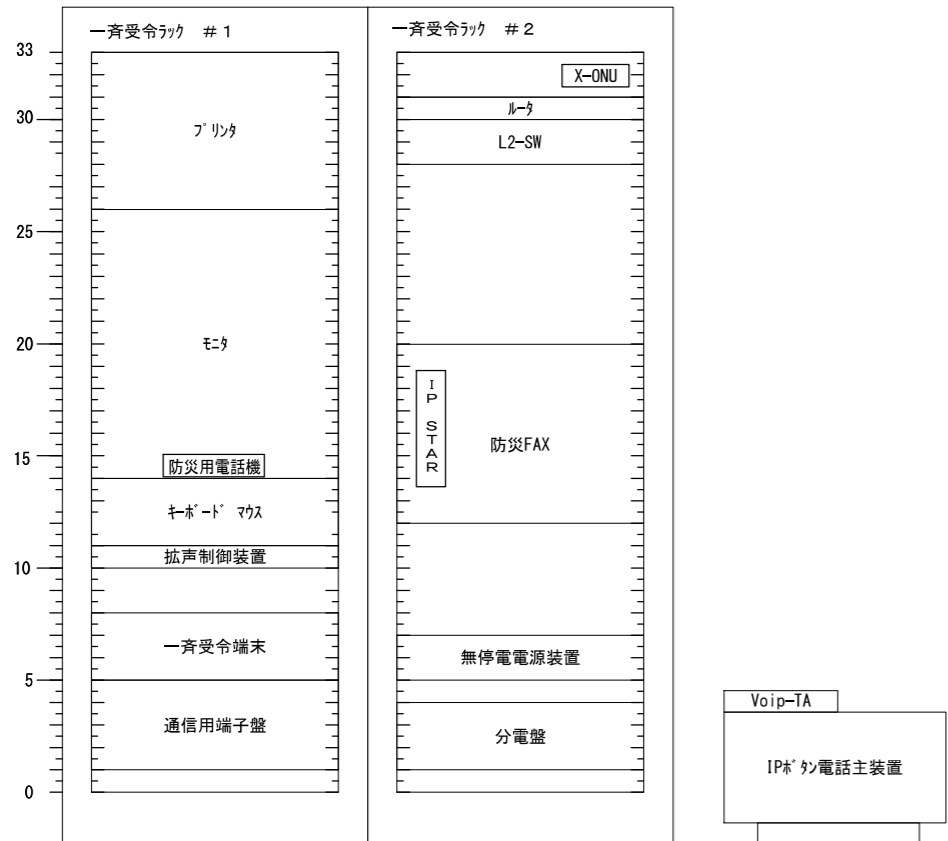 一斉受令ﾗｯｸ　＃１
一斉受令ﾗｯｸ　＃２
33
30
25
20
15
10
5
0
ﾌﾟﾘﾝﾀ
ﾓﾆﾀ
防災用電話機
ｷｰﾎﾞｰﾄﾞ ﾏｳｽ
拡声制御装置
一斉受令端末
通信用端子盤
X-ONU
ﾙｰﾀ
L2-SW
IP STAR
防災FAX
無停電電源装置
分電盤
Voip-TA
IPﾎﾞﾀﾝ電話主装置